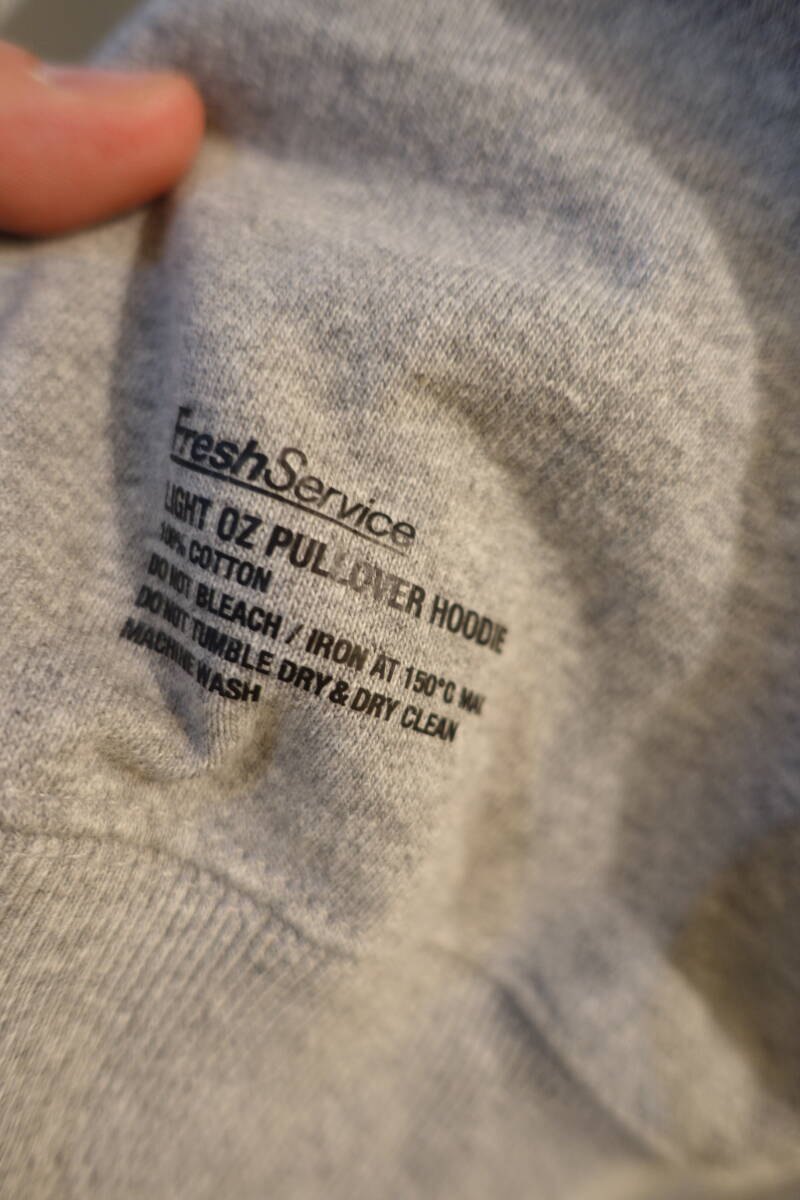 FreshService
LIGHT OZ PULLOVER HOODIE
100% COTTON
DO NOT BLEACH / IRON AT 150°C MAX
DO NOT TUMBLE DRY & DRY CLEAN
MACHINE WASH